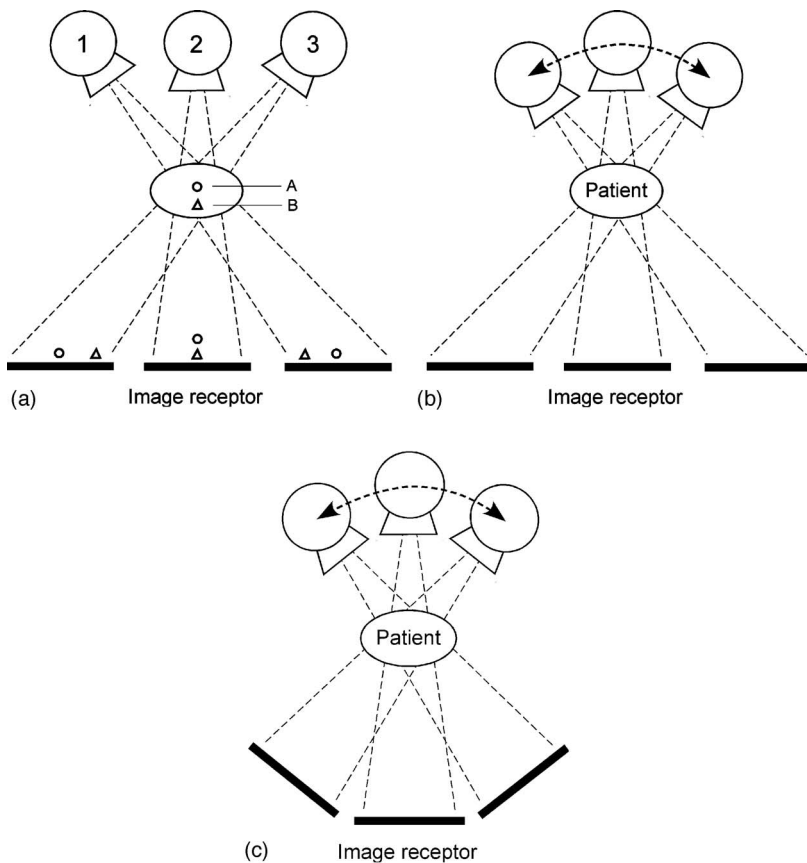 1 2 3
A
B
Image receptor
(a)
Patient
Image receptor
(b)
Patient
Image receptor
(c)